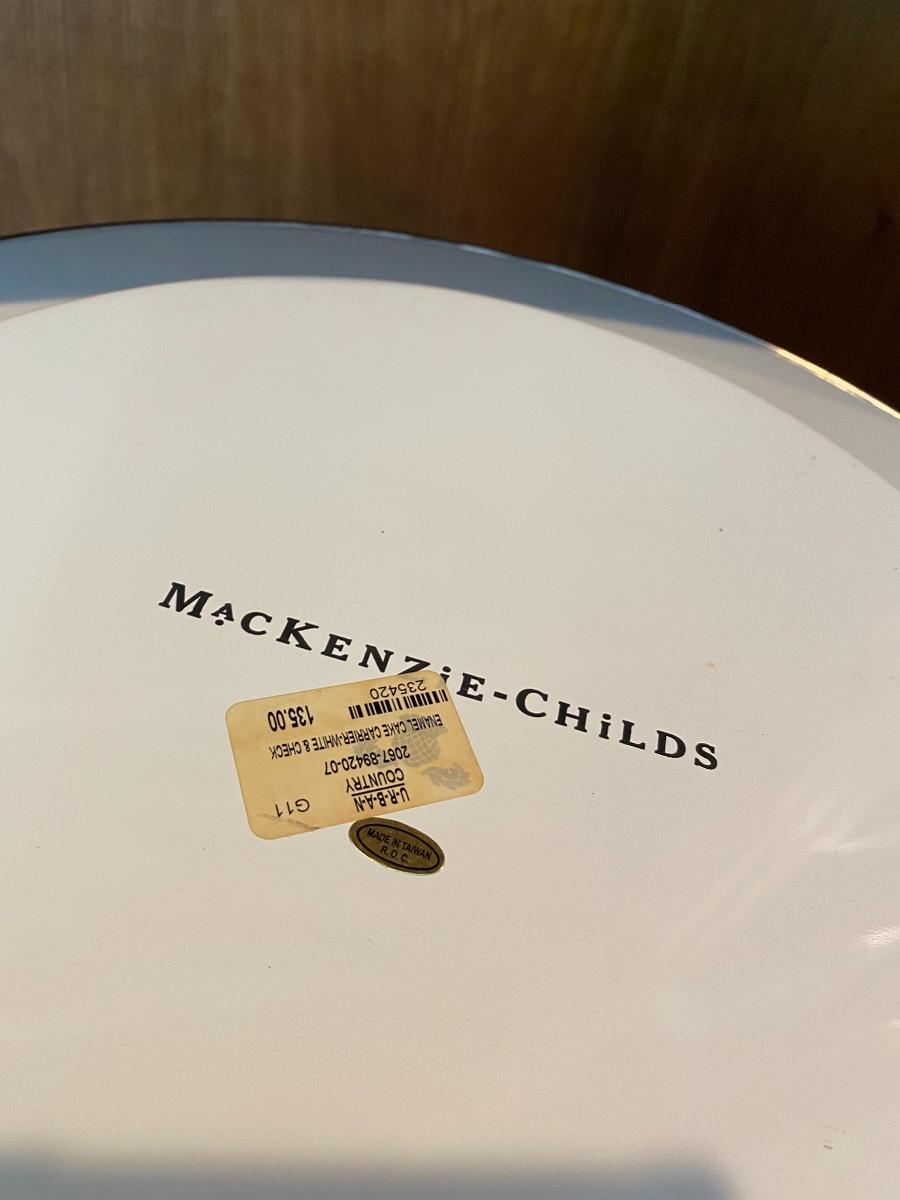 MACKENZiE-CHiLDS
U-R-B-A-N
COUNTRY
G11
2067-89420-07
ENAMEL CAKE CARRIER-WHITE & CHECK
135.00
235420
MADE IN TAIWAN
R.O.C.